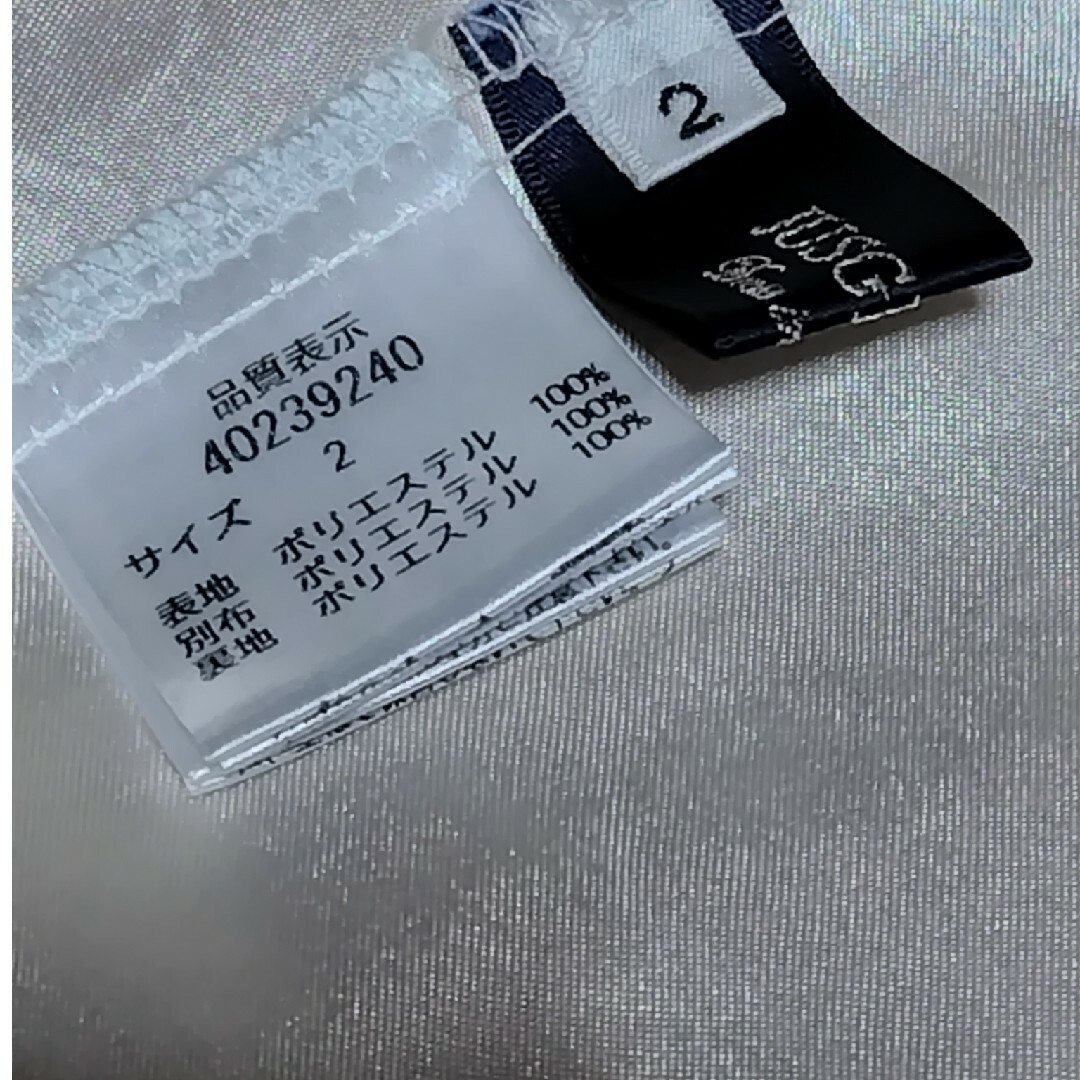 2
JUSG
品質表示
40239240
サイズ 2
表地 ポリエステル 100%
別布 ポリエステル 100%
裏地 ポリエステル 100%